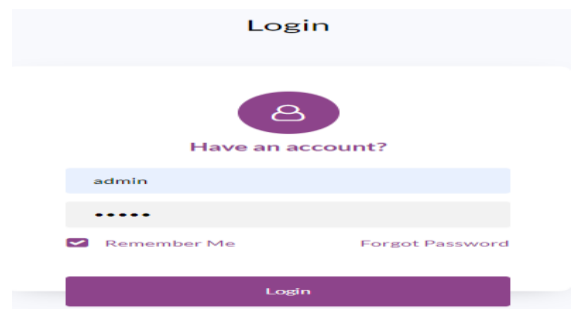 Login
Have an account?
admin
•••••
Remember Me Forgot Password
Login